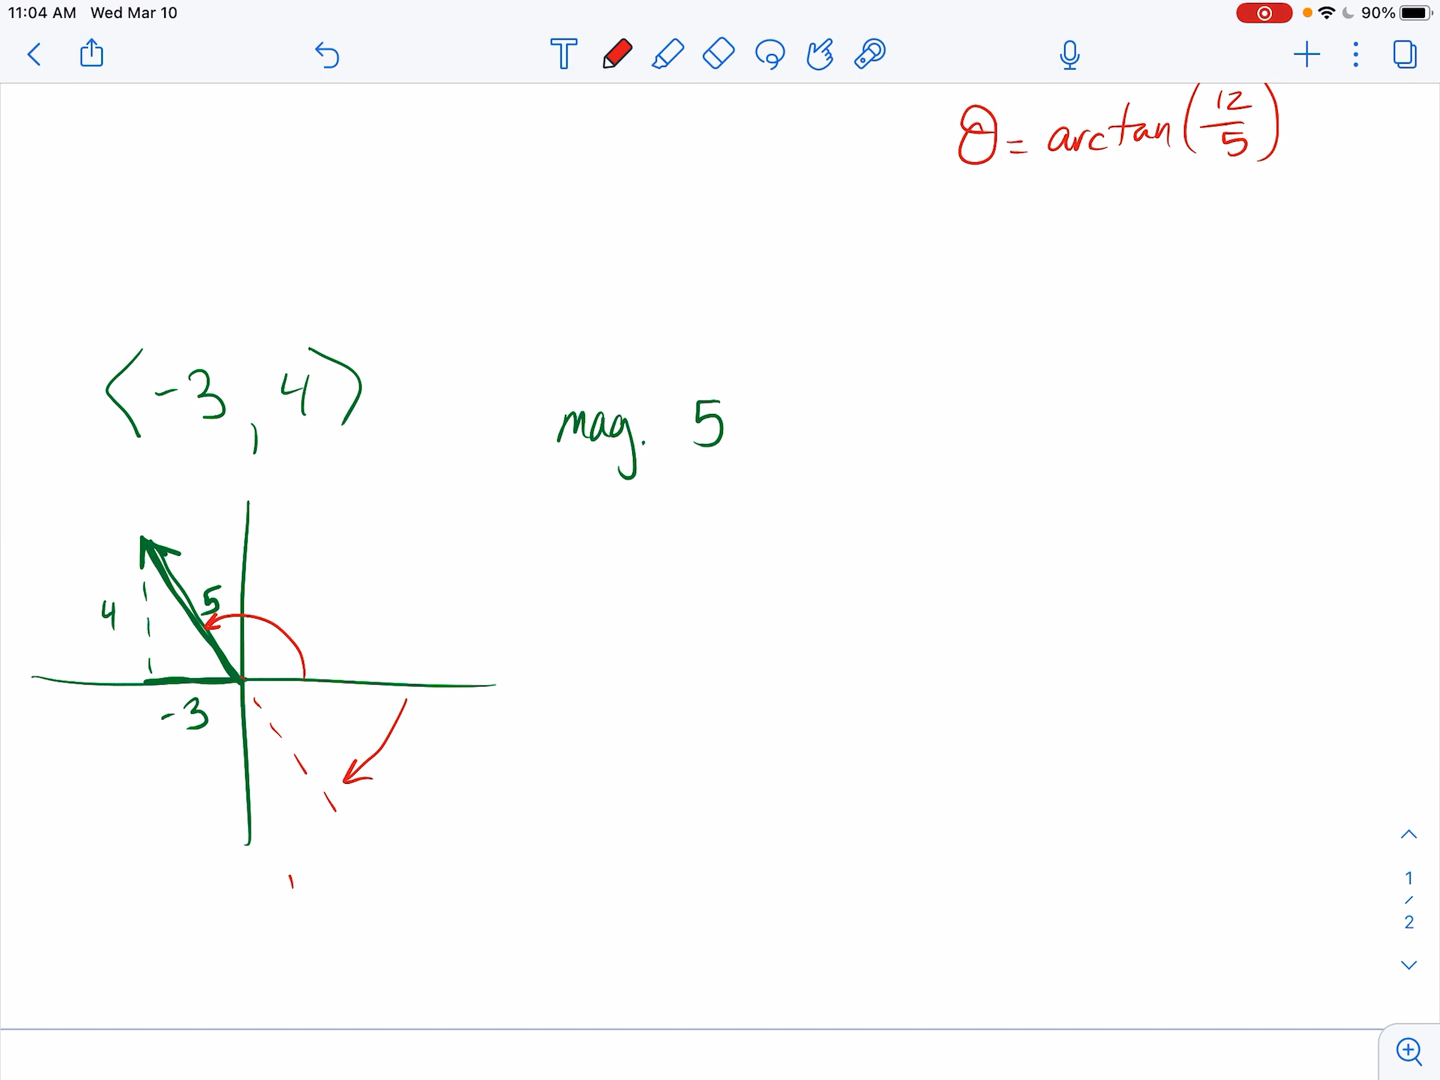 11:04 AM Wed Mar 10
90%
T
θ = arctan(12/5)
⟨-3, 4⟩
mag. 5
5
4
-3
1
/
2